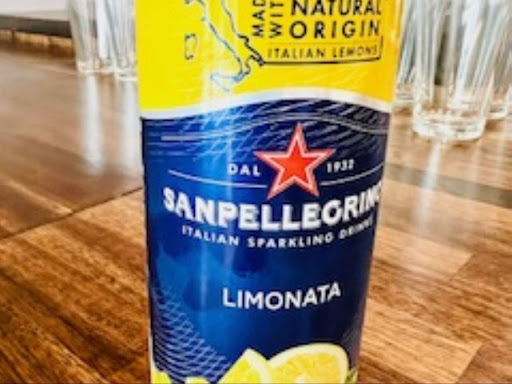 MADE WITH
NATURAL
ORIGIN
ITALIAN LEMONS
DAL 1932
SANPELLEGRINO
ITALIAN SPARKLING DRINKS
LIMONATA